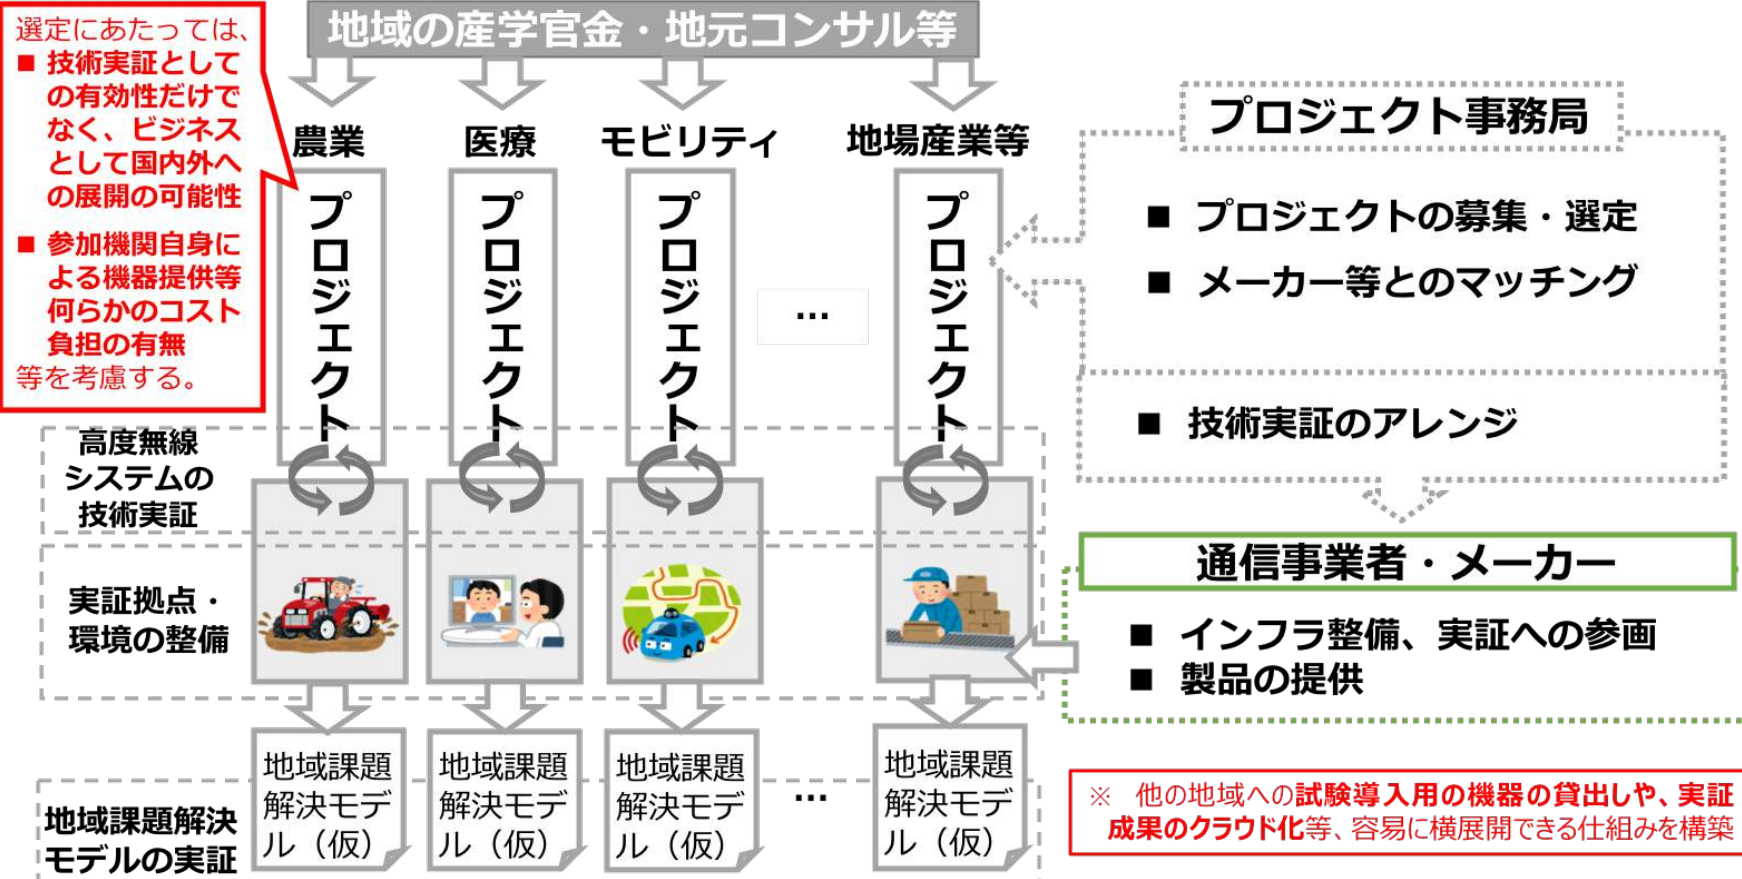 選定にあたっては、
■ 技術実証として
の有効性だけで
なく、ビジネス
として国内外へ
の展開の可能性
■ 参加機関自身に
よる機器提供等
何らかのコスト
負担の有無
等を考慮する。
地域の産学官金・地元コンサル等
農業
医療
モビリティ
地場産業等
プロジェクト
プロジェクト
プロジェクト
…
プロジェクト
プロジェクト事務局
■ プロジェクトの募集・選定
■ メーカー等とのマッチング
■ 技術実証のアレンジ
高度無線
システムの
技術実証
実証拠点・
環境の整備
通信事業者・メーカー
■ インフラ整備、実証への参画
■ 製品の提供
地域課題解決
モデルの実証
地域課題
解決モデ
ル（仮）
地域課題
解決モデ
ル（仮）
地域課題
解決モデ
ル（仮）
…
地域課題
解決モデ
ル（仮）
※ 他の地域への試験導入用の機器の貸出しや、実証
成果のクラウド化等、容易に横展開できる仕組みを構築